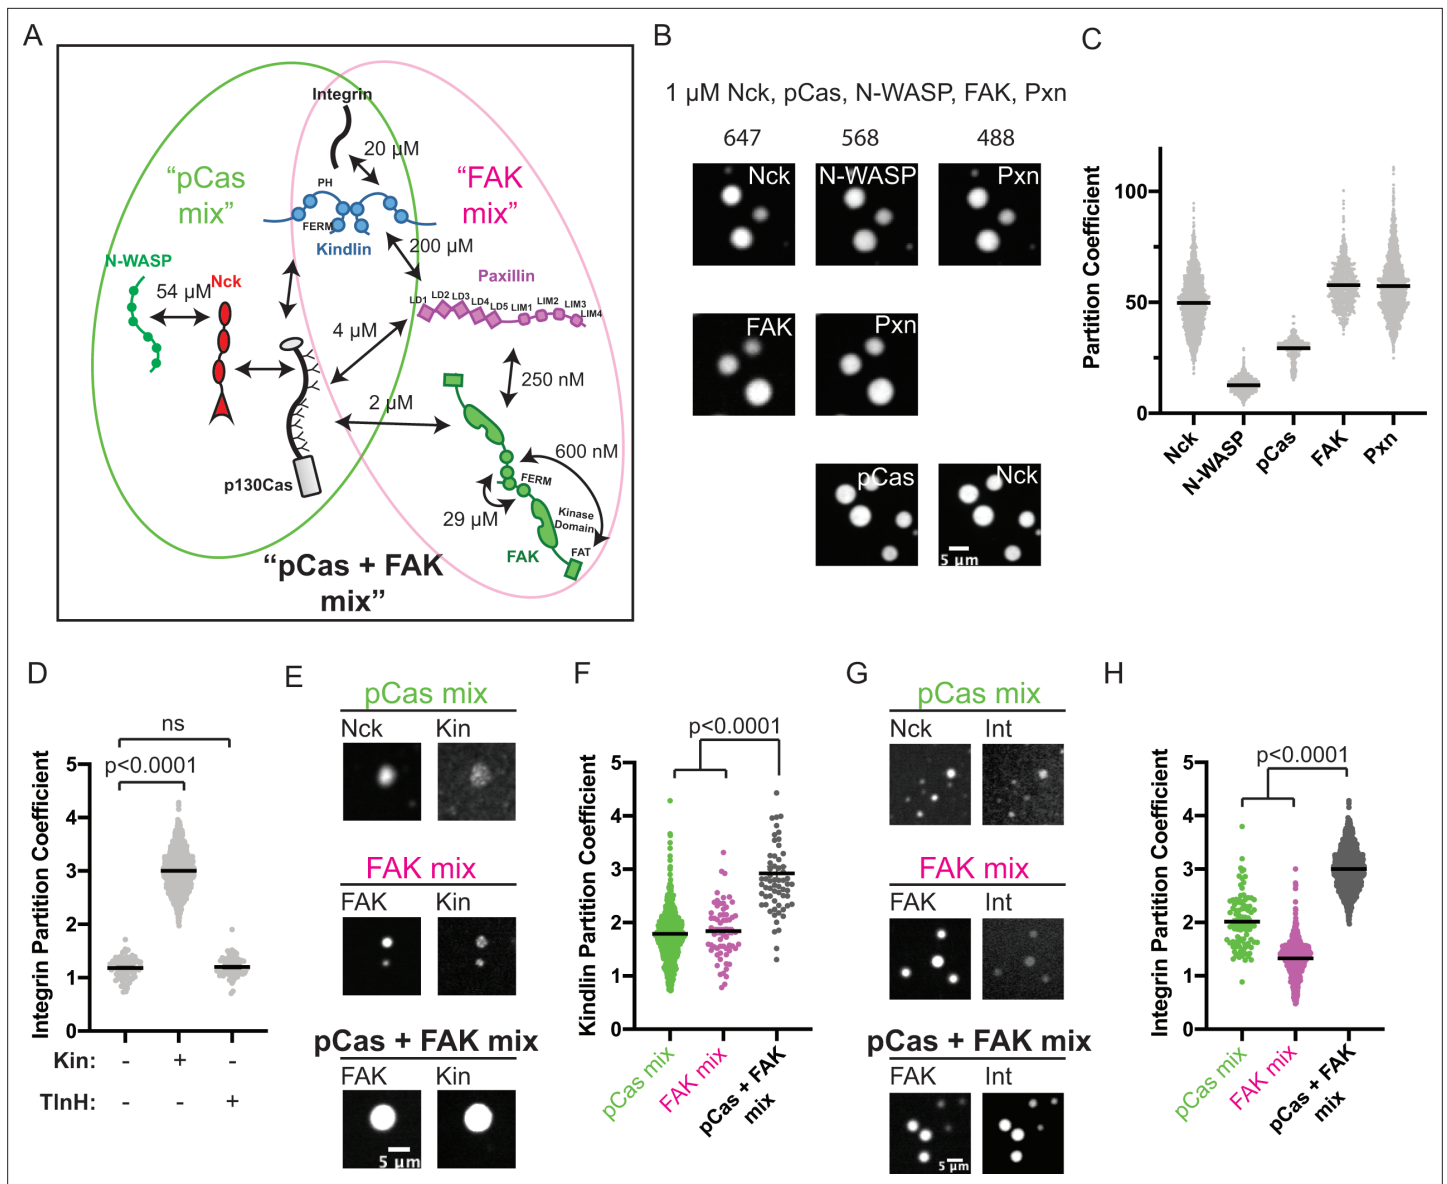 A
Integrin
20 µM
"pCas
mix"
"FAK
mix"
PH
FERM
Kindlin
200 µM
N-WASP
54 µM
Nck
Paxillin
LD1 LD2 LD3 LD4 LD5 LIM1 LIM2 LIM3 LIM4
4 µM
250 nM
2 µM
600 nM
p130Cas
FERM
29 µM
Kinase
Domain
FAK
FAT
"pCas + FAK
mix"
B
1 µM Nck, pCas, N-WASP, FAK, Pxn
647 568 488
Nck N-WASP Pxn
FAK Pxn
pCas Nck
5 µm
C
Partition Coefficient
100
50
0
Nck
N-WASP
pCas
FAK
Pxn
D
ns
p<0.0001
Integrin Partition Coefficient
5
4
3
2
1
0
Kin: - + -
TlnH: - - +
E
pCas mix
Nck Kin
FAK mix
FAK Kin
pCas + FAK mix
FAK Kin
5 µm
F
p<0.0001
Kindlin Partition Coefficient
5
4
3
2
1
0
pCas mix
FAK mix
pCas + FAK
mix
G
pCas mix
Nck Int
FAK mix
FAK Int
pCas + FAK mix
FAK Int
5 µm
H
p<0.0001
Integrin Partition Coefficient
5
4
3
2
1
0
pCas mix
FAK mix
pCas + FAK
mix